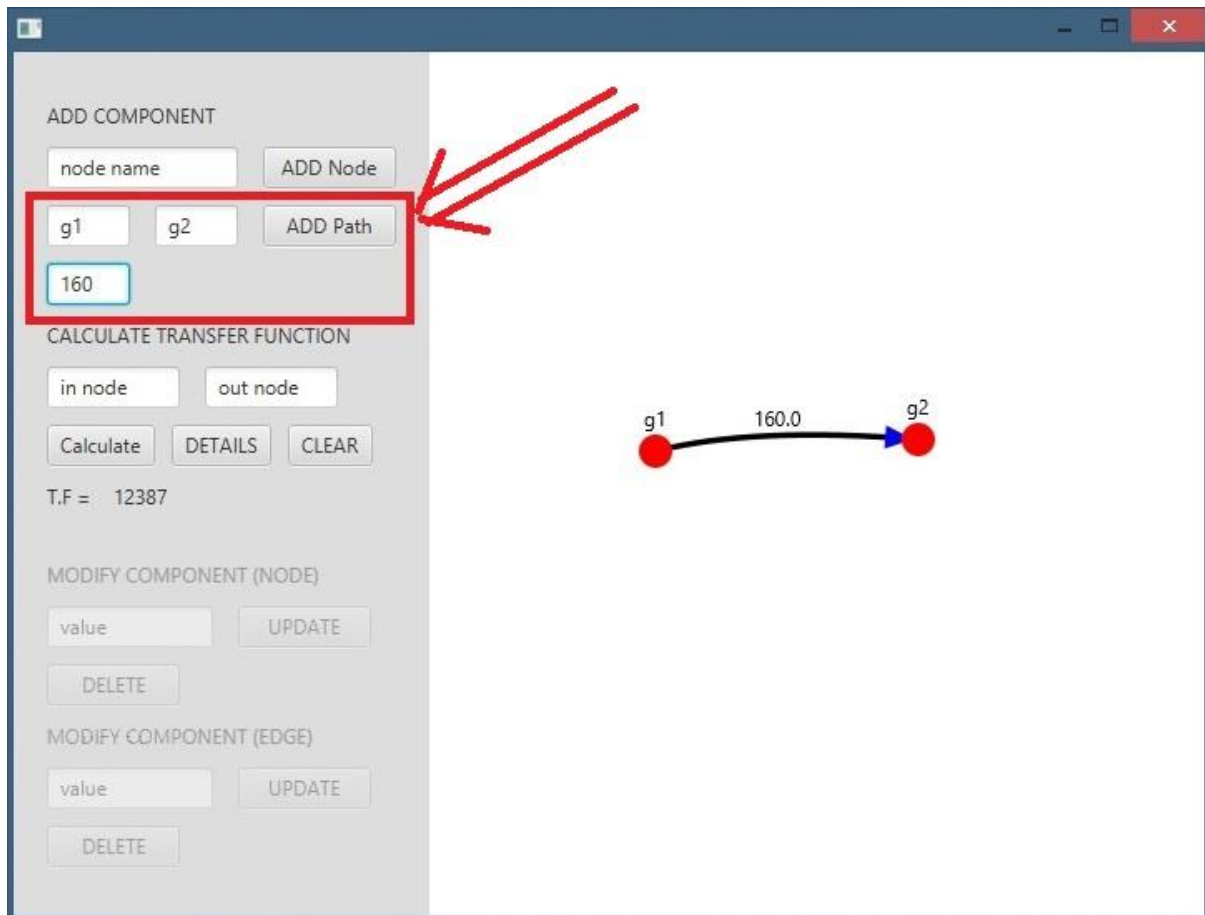 ADD COMPONENT
node name ADD Node
g1 g2 ADD Path
160
CALCULATE TRANSFER FUNCTION
in node out node
Calculate DETAILS CLEAR
T.F = 12387
MODIFY COMPONENT (NODE)
value UPDATE
DELETE
MODIFY COMPONENT (EDGE)
value UPDATE
DELETE
g1 160.0 g2